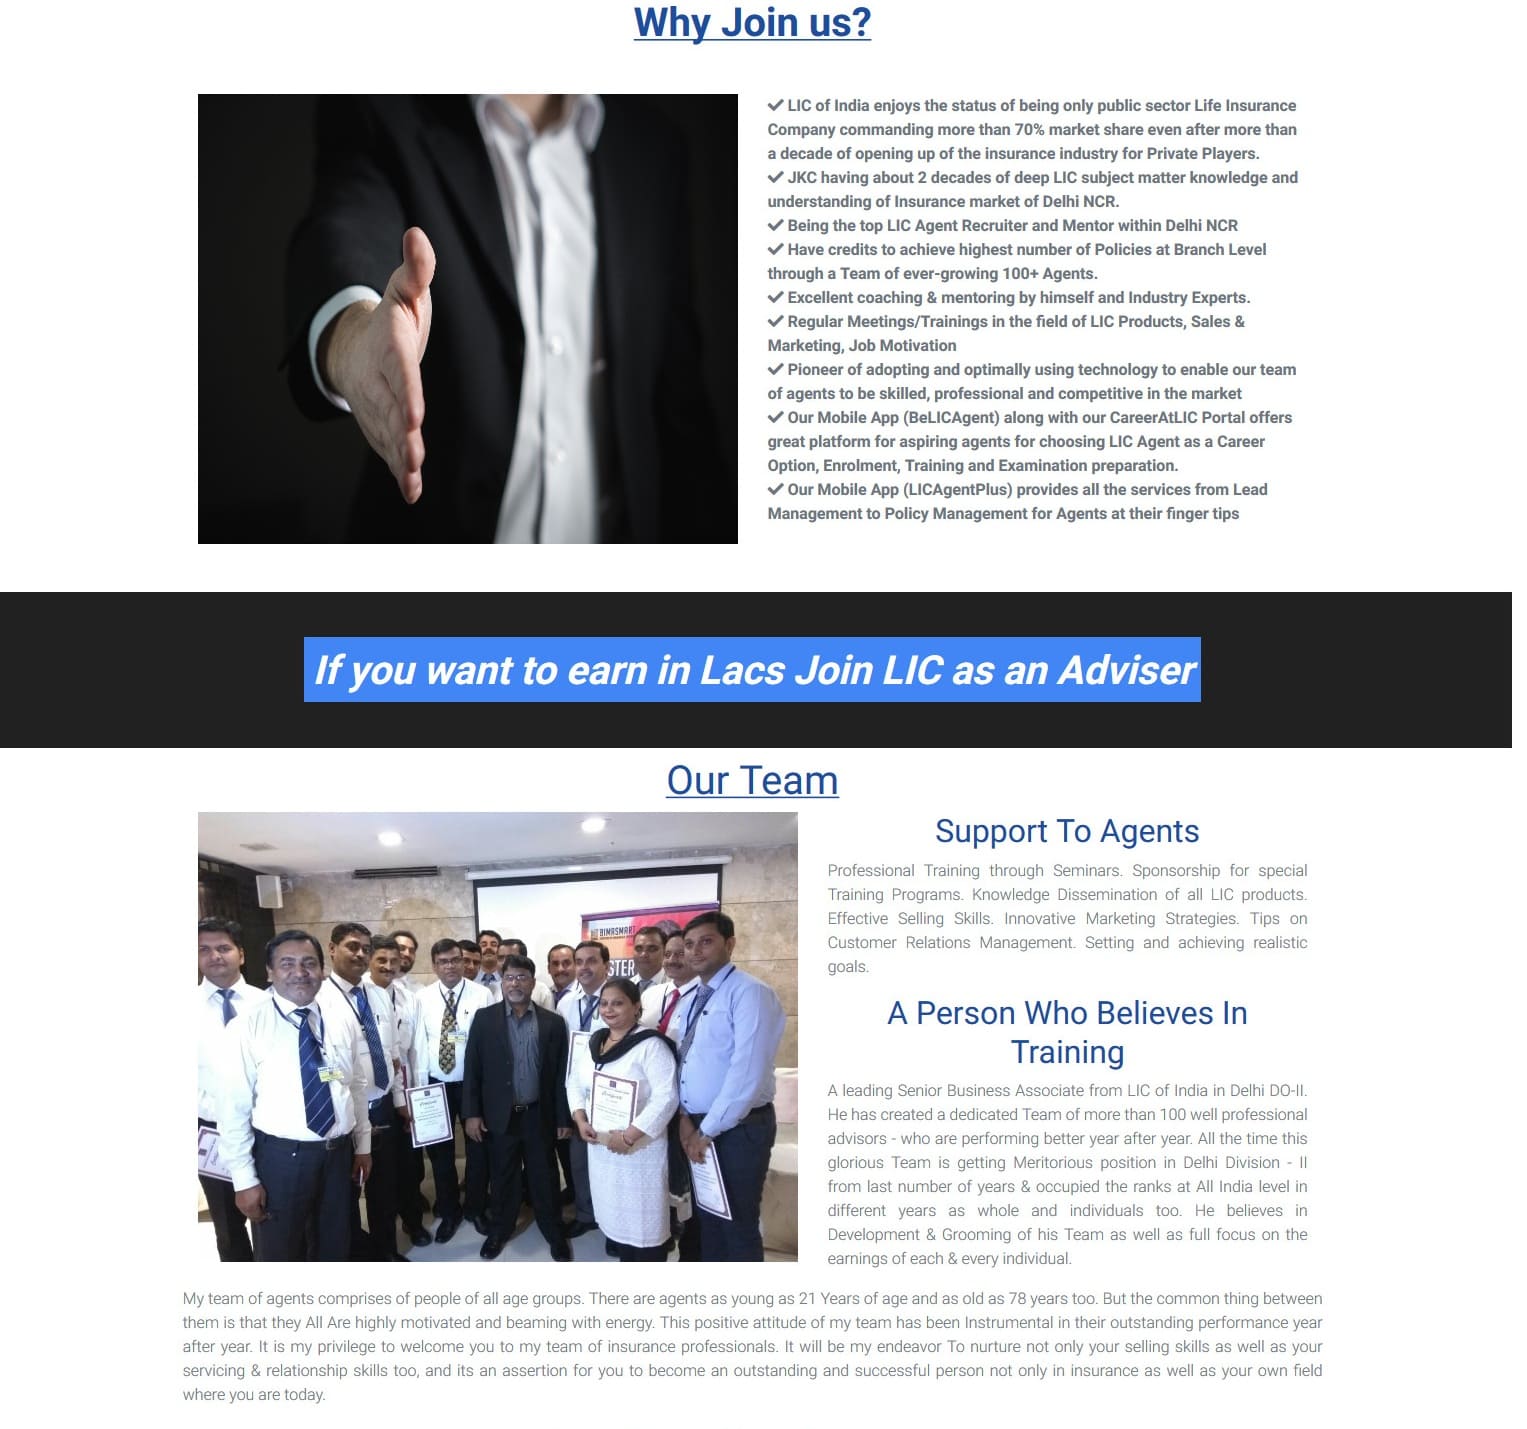 Why Join us?
✔ LIC of India enjoys the status of being only public sector Life Insurance
Company commanding more than 70% market share even after more than
a decade of opening up of the insurance industry for Private Players.
✔ JKC having about 2 decades of deep LIC subject matter knowledge and
understanding of Insurance market of Delhi NCR.
✔ Being the top LIC Agent Recruiter and Mentor within Delhi NCR
✔ Have credits to achieve highest number of Policies at Branch Level
through a Team of ever-growing 100+ Agents.
✔ Excellent coaching & mentoring by himself and Industry Experts.
✔ Regular Meetings/Trainings in the field of LIC Products, Sales &
Marketing, Job Motivation
✔ Pioneer of adopting and optimally using technology to enable our team
of agents to be skilled, professional and competitive in the market
✔ Our Mobile App (BeLICAgent) along with our CareerAtLIC Portal offers
great platform for aspiring agents for choosing LIC Agent as a Career
Option, Enrolment, Training and Examination preparation.
✔ Our Mobile App (LICAgentPlus) provides all the services from Lead
Management to Policy Management for Agents at their finger tips
If you want to earn in Lacs Join LIC as an Adviser
Our Team
BIMASMART
STER
Support To Agents
Professional Training through Seminars. Sponsorship for special
Training Programs. Knowledge Dissemination of all LIC products.
Effective Selling Skills. Innovative Marketing Strategies. Tips on
Customer Relations Management. Setting and achieving realistic
goals.
A Person Who Believes In
Training
A leading Senior Business Associate from LIC of India in Delhi DO-II.
He has created a dedicated Team of more than 100 well professional
advisors - who are performing better year after year. All the time this
glorious Team is getting Meritorious position in Delhi Division - II
from last number of years & occupied the ranks at All India level in
different years as whole and individuals too. He believes in
Development & Grooming of his Team as well as full focus on the
earnings of each & every individual.
My team of agents comprises of people of all age groups. There are agents as young as 21 Years of age and as old as 78 years too. But the common thing between
them is that they All Are highly motivated and beaming with energy. This positive attitude of my team has been Instrumental in their outstanding performance year
after year. It is my privilege to welcome you to my team of insurance professionals. It will be my endeavor To nurture not only your selling skills as well as your
servicing & relationship skills too, and its an assertion for you to become an outstanding and successful person not only in insurance as well as your own field
where you are today.